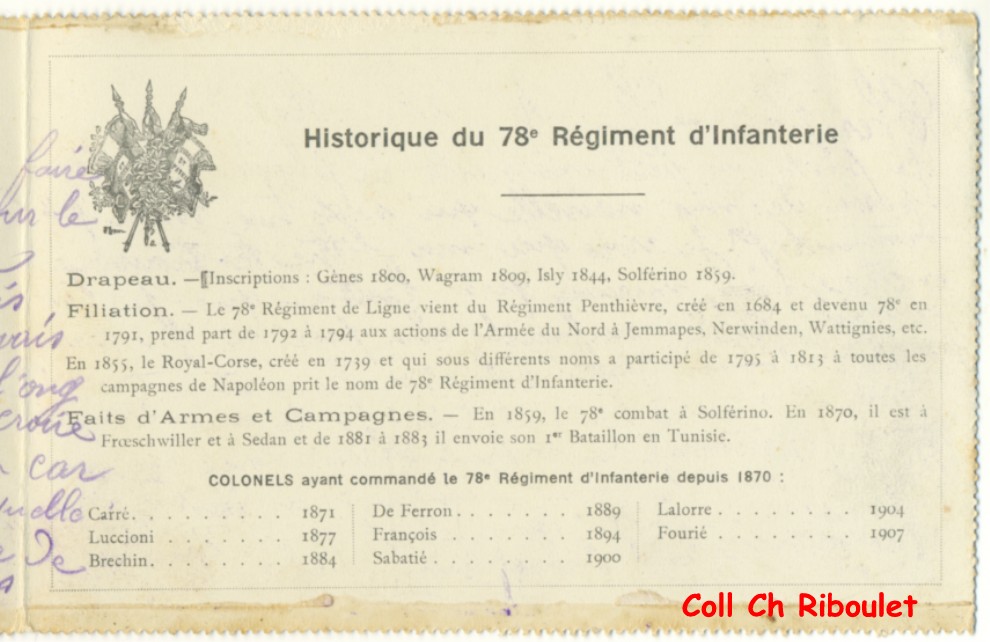 Historique du 78e Régiment d'Infanterie
Drapeau. — Inscriptions : Gènes 1800, Wagram 1809, Isly 1844, Solférino 1859.
Filiation. — Le 78e Régiment de Ligne vient du Régiment Penthièvre, créé en 1684 et devenu 78e en
1791, prend part de 1792 à 1794 aux actions de l'Armée du Nord à Jemmapes, Nerwinden, Wattignies, etc.
En 1855, le Royal-Corse, créé en 1739 et qui sous différents noms a participé de 1795 à 1813 à toutes les
campagnes de Napoléon prit le nom de 78e Régiment d'Infanterie.
Faits d'Armes et Campagnes. — En 1859, le 78e combat à Solférino. En 1870, il est à
Frœschwiller et à Sedan et de 1881 à 1883 il envoie son 1er Bataillon en Tunisie.
COLONELS ayant commandé le 78e Régiment d'Infanterie depuis 1870 :
Carré. . . . . . . . . 1871
Luccioni . . . . . . . 1877
Brechin. . . . . . . . 1884
De Ferron . . . . . . . 1889
François . . . . . . . 1894
Sabatié . . . . . . . 1900
Lalorre . . . . . . . . 1904
Fourié . . . . . . . . 1907
faire
sur le
car
De
Coll Ch Riboulet